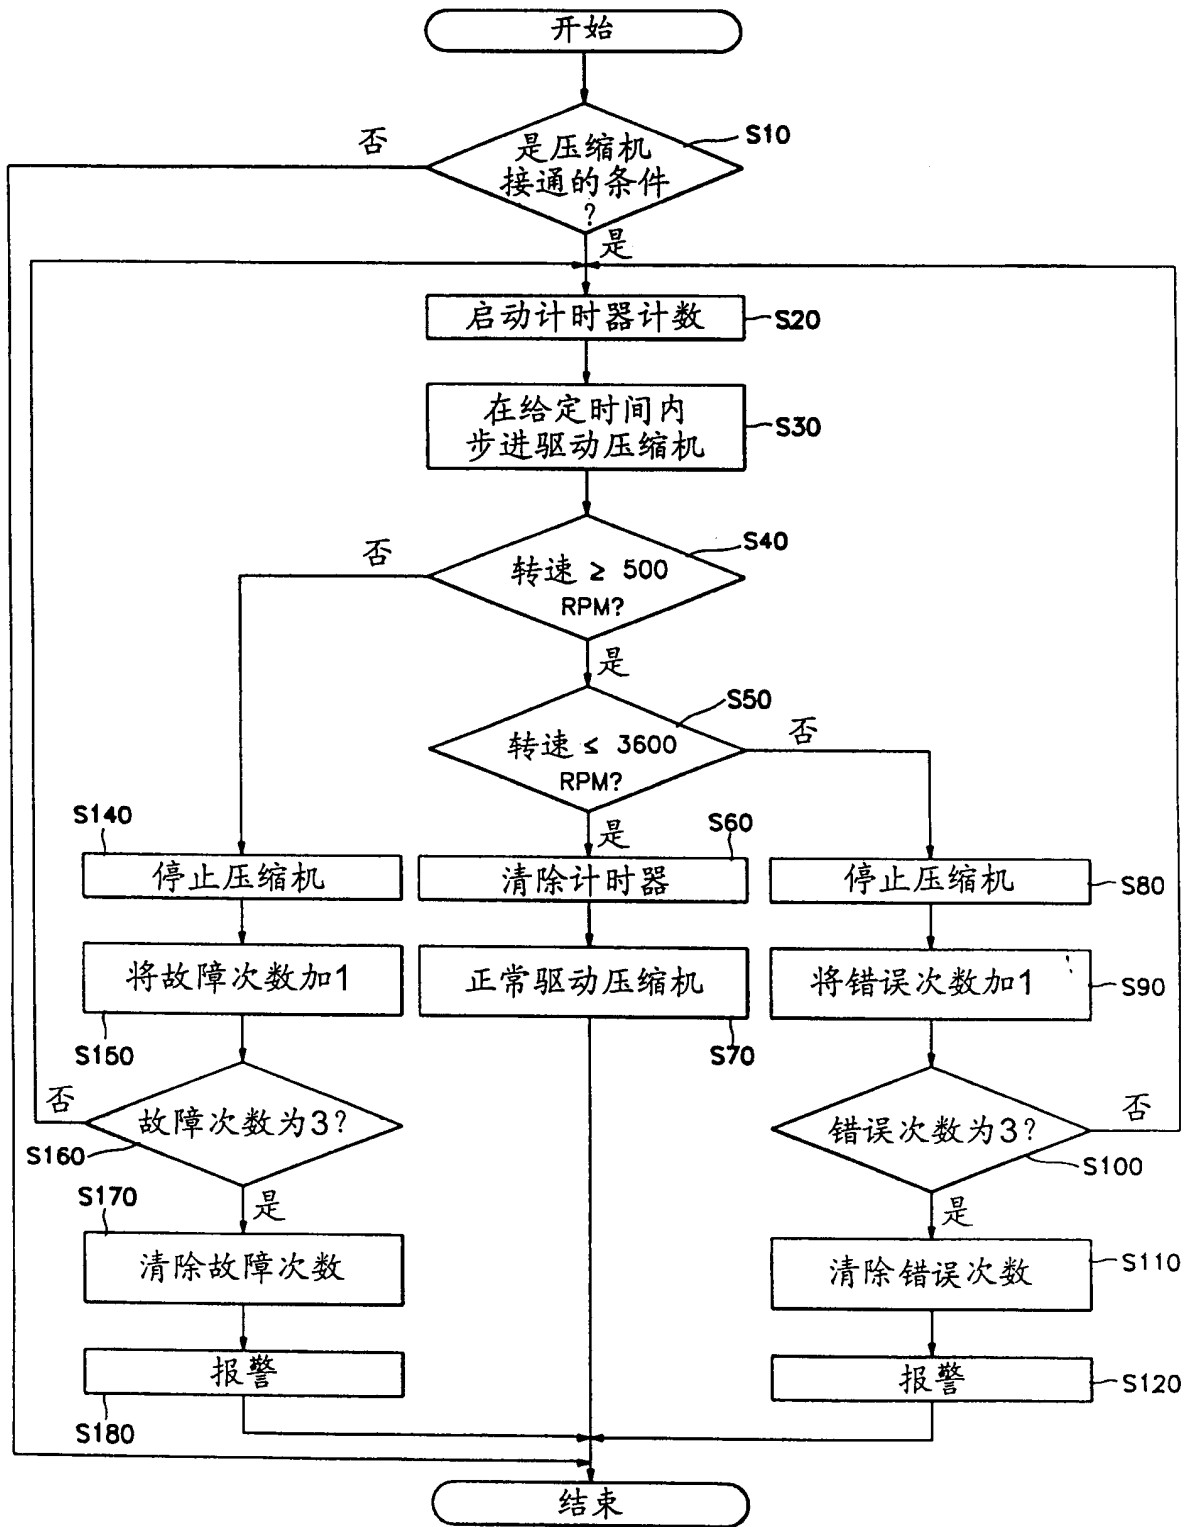 开始
否
S10
是压缩机
接通的条件
?
是
启动计时器计数
S20
在给定时间内
步进驱动压缩机
S30
否
S40
转速 ≥ 500
RPM?
是
S50
转速 ≤ 3600
RPM?
否
S140
是
S60
停止压缩机
清除计时器
停止压缩机
S80
将故障次数加1
正常驱动压缩机
将错误次数加1
S90
S150
S70
否
故障次数为3?
错误次数为3?
否
S160
S100
S170
是
是
清除故障次数
清除错误次数
S110
报警
报警
S120
S180
结束